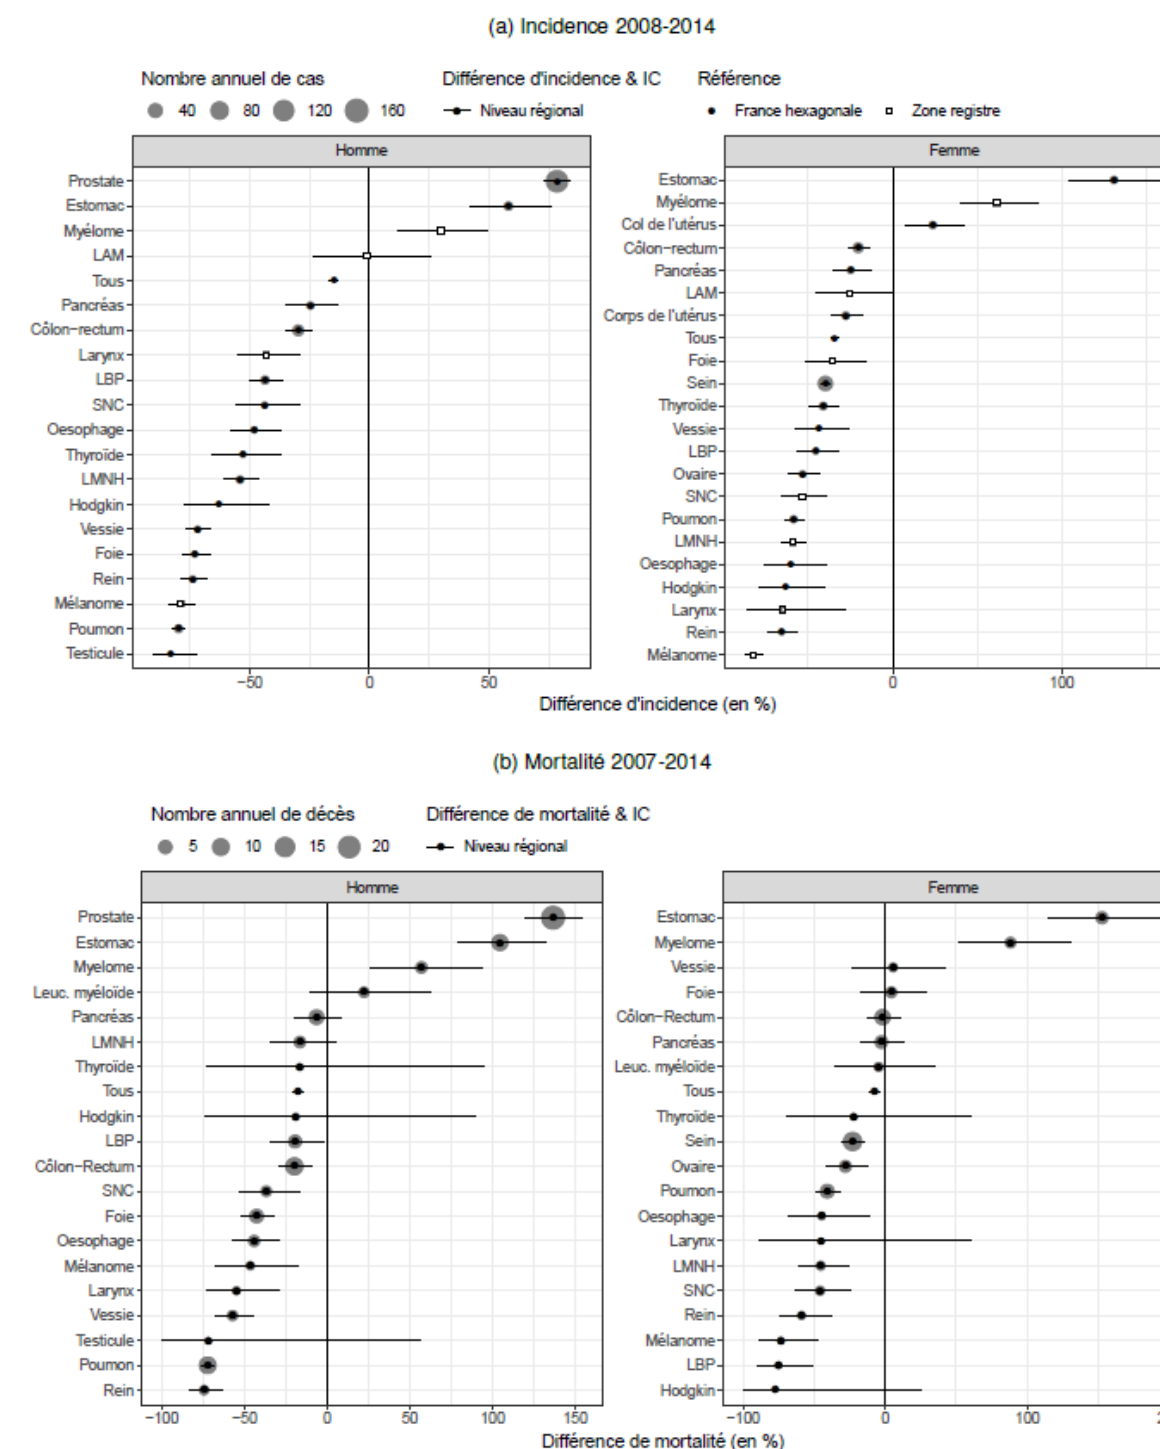 (a) Incidence 2008-2014
Nombre annuel de cas
Différence d'incidence & IC
Référence
40 80 120 160
Niveau régional
France hexagonale
Zone registre
Homme
Prostate
Estomac
Myélome
LAM
Tous
Pancréas
Côlon−rectum
Larynx
LBP
SNC
Oesophage
Thyroïde
LMNH
Hodgkin
Vessie
Foie
Rein
Mélanome
Poumon
Testicule
−50 0 50
Femme
Estomac
Myélome
Col de l'utérus
Côlon−rectum
Pancréas
LAM
Corps de l'utérus
Tous
Foie
Sein
Thyroïde
Vessie
LBP
Ovaire
SNC
Poumon
LMNH
Oesophage
Hodgkin
Larynx
Rein
Mélanome
0 100
Différence d'incidence (en %)
(b) Mortalité 2007-2014
Nombre annuel de décès
Différence de mortalité & IC
5 10 15 20
Niveau régional
Homme
Prostate
Estomac
Myelome
Leuc. myéloïde
Pancréas
LMNH
Thyroïde
Tous
Hodgkin
LBP
Côlon−Rectum
SNC
Foie
Oesophage
Mélanome
Larynx
Vessie
Testicule
Poumon
Rein
−100 −50 0 50 100 150
Femme
Estomac
Myelome
Vessie
Foie
Côlon−Rectum
Pancréas
Leuc. myéloïde
Tous
Thyroïde
Sein
Ovaire
Poumon
Oesophage
Larynx
LMNH
SNC
Rein
Mélanome
LBP
Hodgkin
−100 0 100
Différence de mortalité (en %)